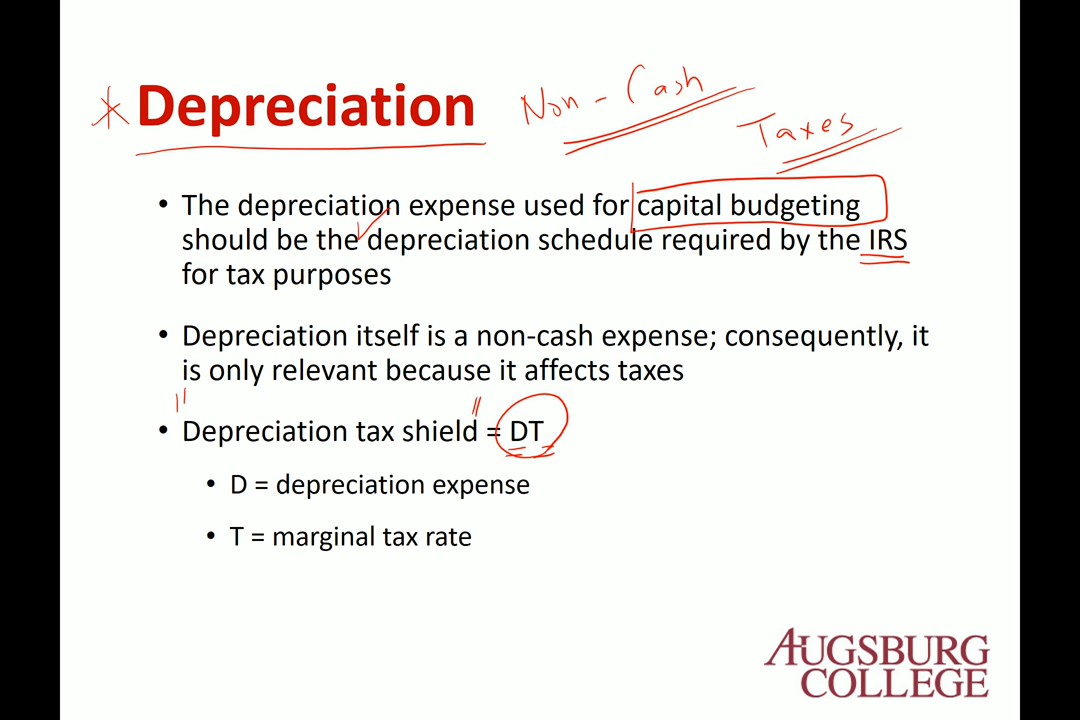 Depreciation
Non-Cash
Taxes
• The depreciation expense used for capital budgeting
should be the depreciation schedule required by the IRS
for tax purposes
• Depreciation itself is a non-cash expense; consequently, it
is only relevant because it affects taxes
• Depreciation tax shield = DT
• D = depreciation expense
• T = marginal tax rate
AUGSBURG
COLLEGE